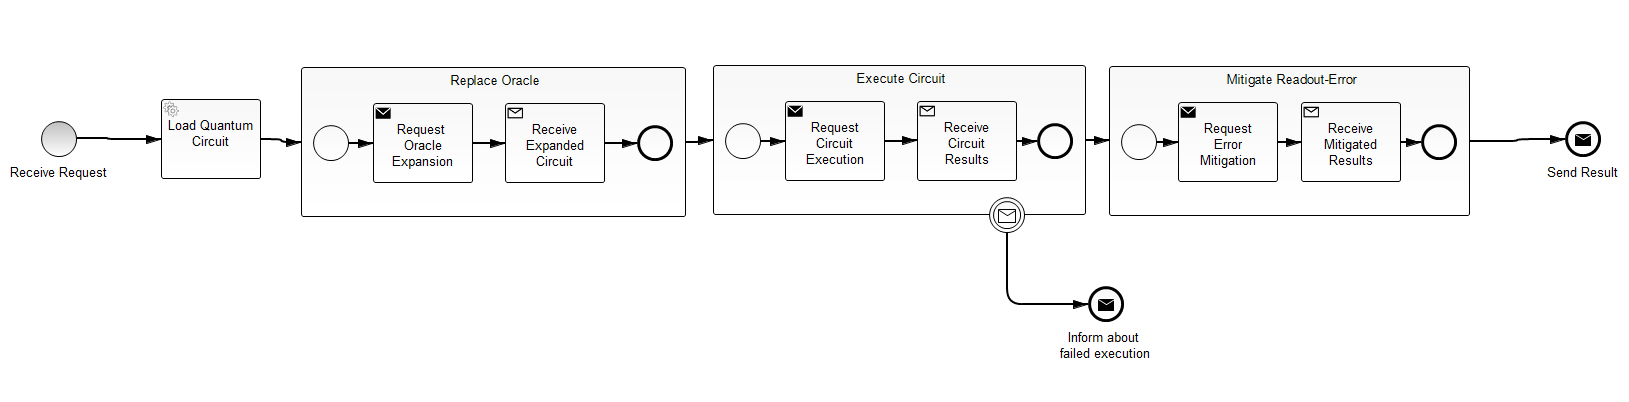 Receive Request
Load Quantum
Circuit
Replace Oracle
Request
Oracle
Expansion
Receive
Expanded
Circuit
Execute Circuit
Request
Circuit
Execution
Receive
Circuit
Results
Inform about
failed execution
Mitigate Readout-Error
Request
Error
Mitigation
Receive
Mitigated
Results
Send Result